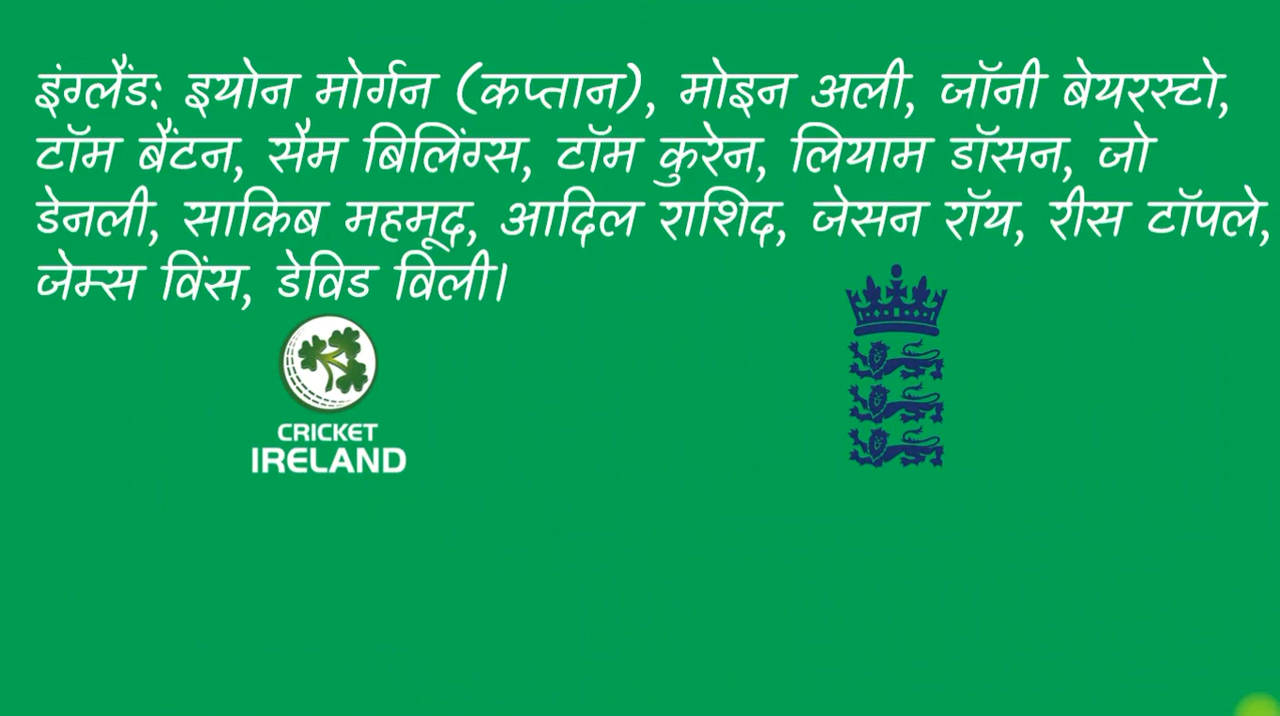 इंग्लैंड: इयोन मोर्गन (कप्तान), मोइन अली, जॉनी बेयरस्टो,
टॉम बैंटन, सैम बिलिंग्स, टॉम कुरेन, लियाम डॉसन, जो
डेनली, साकिब महमूद, आदिल राशिद, जेसन रॉय, रीस टॉपले,
जेम्स विंस, डेविड विली।
CRICKET
IRELAND